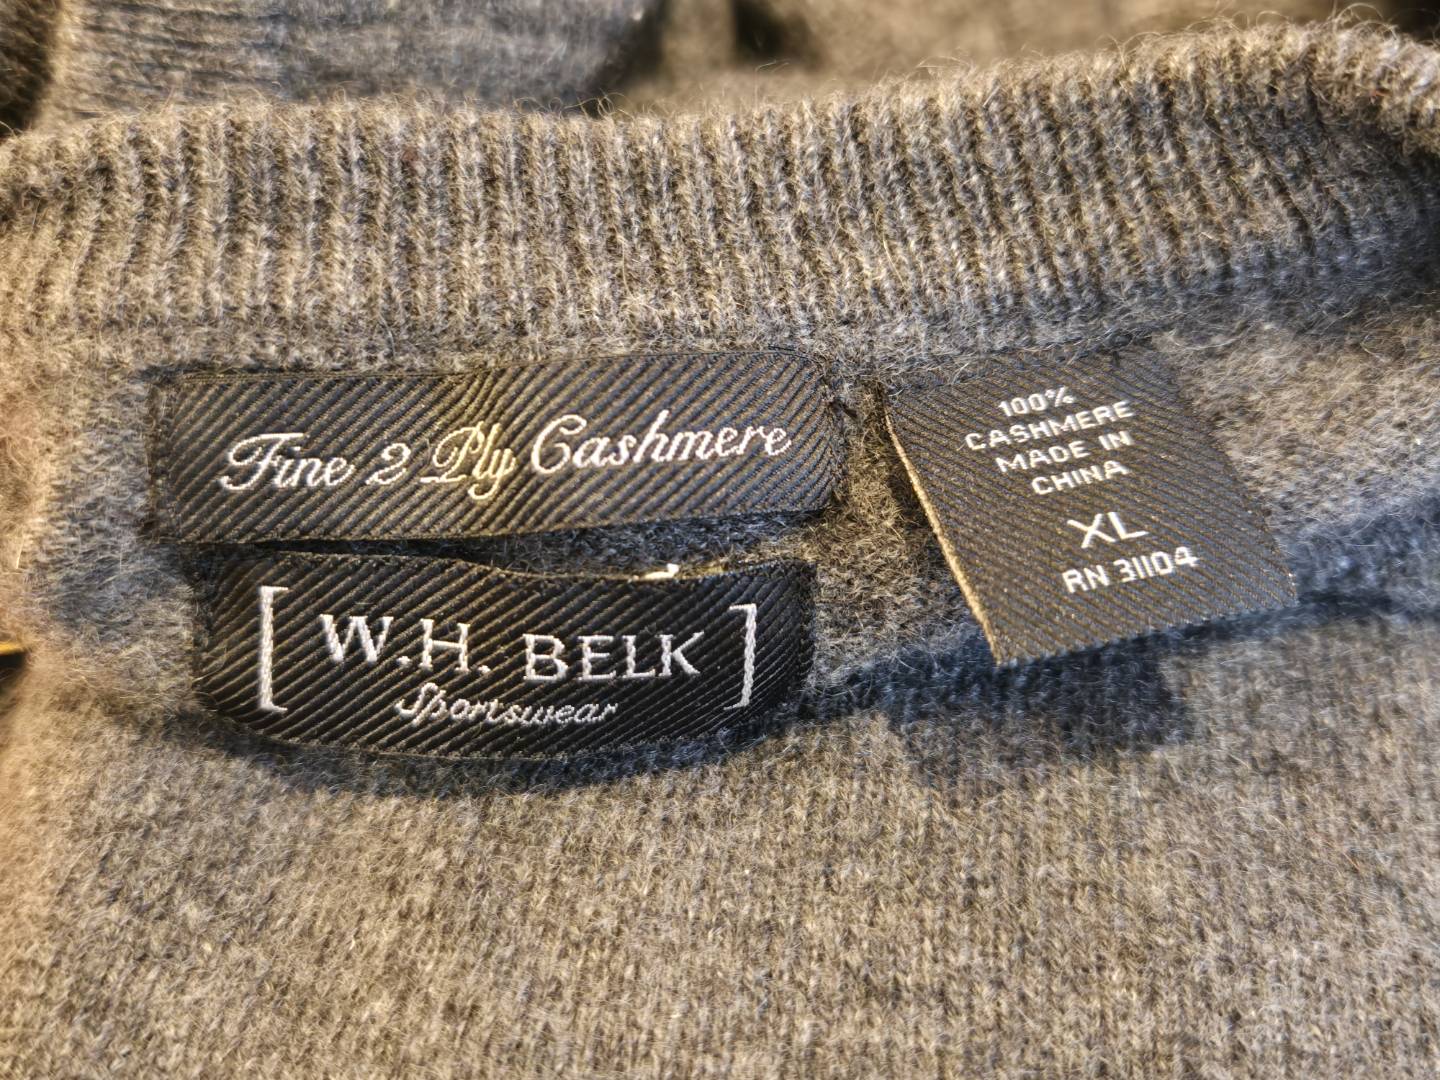 Fine 2 Ply Cashmere
[W.H. BELK]
Sportswear
100%
CASHMERE
MADE IN
CHINA
XL
RN 31104